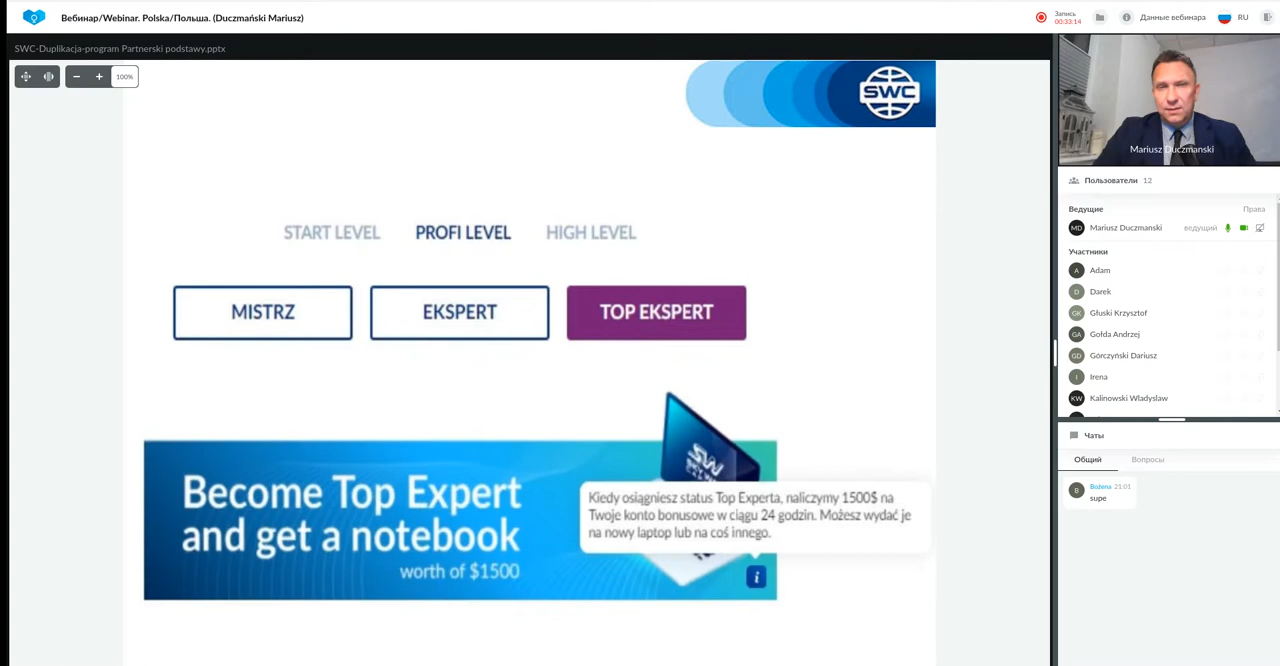 Вебинар/Webinar. Polska/Польша. (Duczmański Mariusz)
Запись
00:33:14
Данные вебинара
RU
SWC-Duplikacja-program Partnerski podstawy.pptx
100%
SWC
START LEVEL PROFI LEVEL HIGH LEVEL
MISTRZ EKSPERT TOP EKSPERT
Become Top Expert
and get a notebook
worth of $1500
SW
Kiedy osiągniesz status Top Experta, naliczymy 1500$ na
Twoje konto bonusowe w ciągu 24 godzin. Możesz wydać je
na nowy laptop lub na coś innego.
i
Mariusz Duczmanski
Пользователи 12
Ведущие Права
MD Mariusz Duczmanski ведущий
Участники
A Adam
D Darek
GK Głuski Krzysztof
GA Gołda Andrzej
GD Górczyński Dariusz
I Irena
KW Kalinowski Wladyslaw
Чаты
Общий Вопросы
B Bożena 21:01
supe